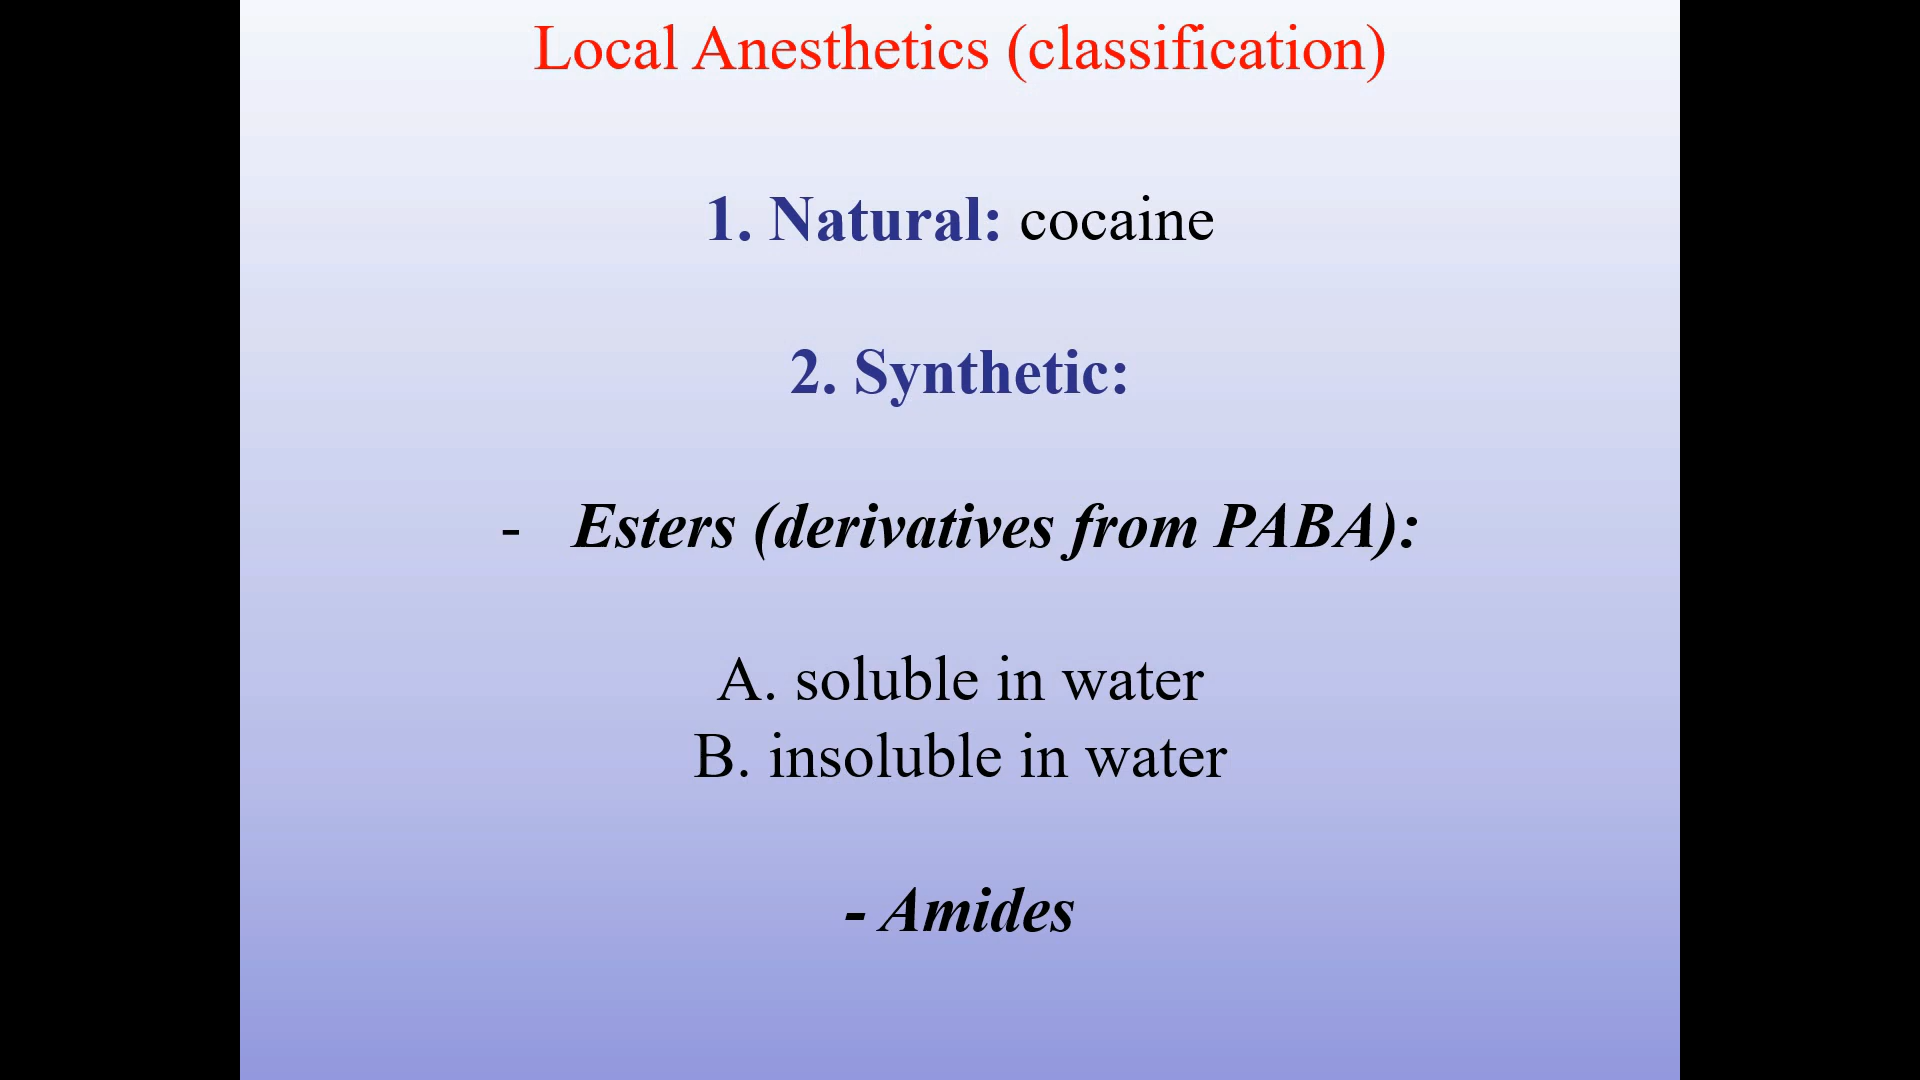 Local Anesthetics (classification)
1. Natural: cocaine
2. Synthetic:
- Esters (derivatives from PABA):
A. soluble in water
B. insoluble in water
- Amides